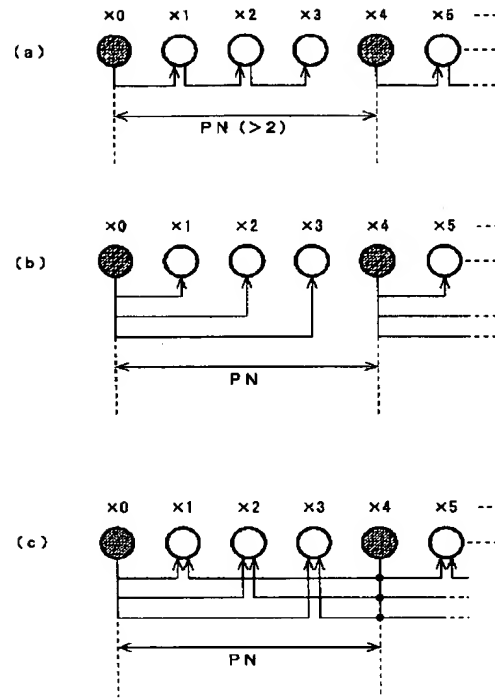 ×0 ×1 ×2 ×3 ×4 ×5 ---
(a)
PN (>2)
×0 ×1 ×2 ×3 ×4 ×5 ---
(b)
PN
×0 ×1 ×2 ×3 ×4 ×5 --
(c)
PN